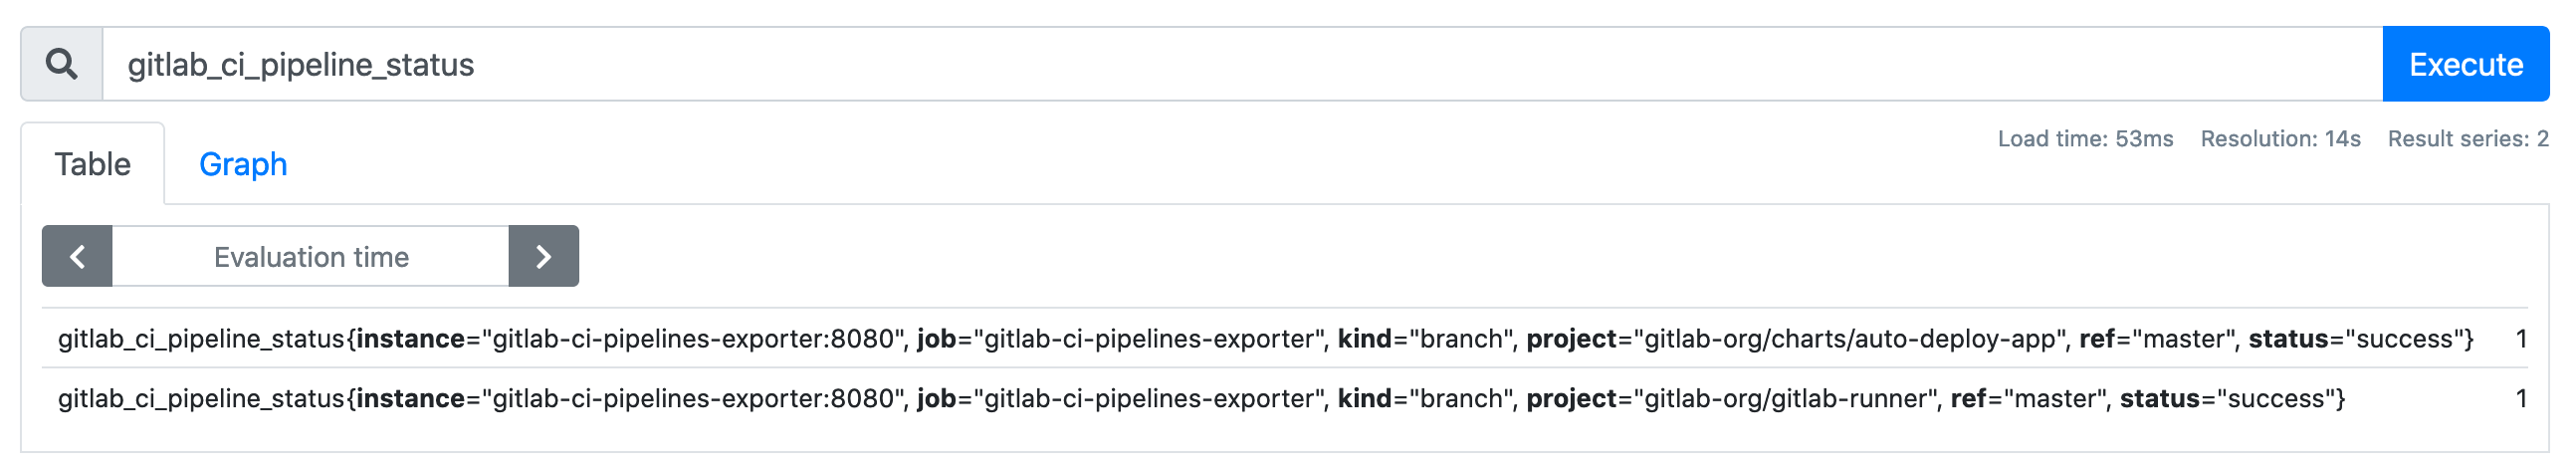 gitlab_ci_pipeline_status
Execute
Table
Graph
Load time: 53ms Resolution: 14s Result series: 2
Evaluation time
gitlab_ci_pipeline_status{instance="gitlab-ci-pipelines-exporter:8080", job="gitlab-ci-pipelines-exporter", kind="branch", project="gitlab-org/charts/auto-deploy-app", ref="master", status="success"} 1
gitlab_ci_pipeline_status{instance="gitlab-ci-pipelines-exporter:8080", job="gitlab-ci-pipelines-exporter", kind="branch", project="gitlab-org/gitlab-runner", ref="master", status="success"} 1